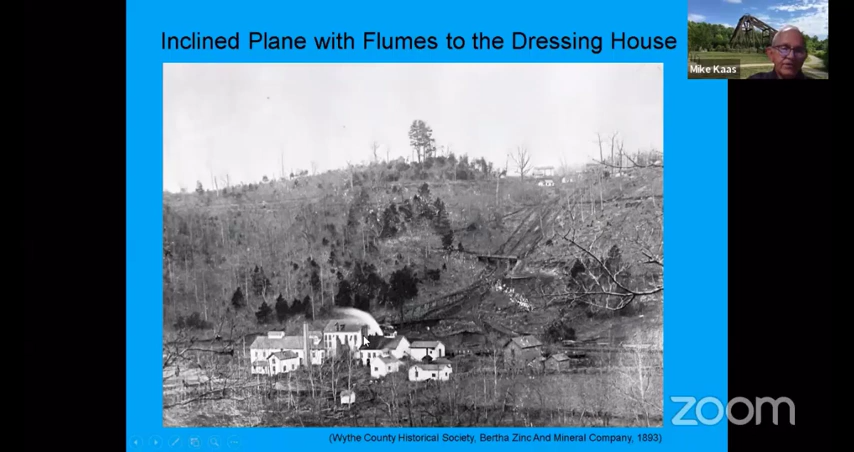 Inclined Plane with Flumes to the Dressing House
Mike Kaas
zoom
(Wythe County Historical Society, Bertha Zinc And Mineral Company, 1893)